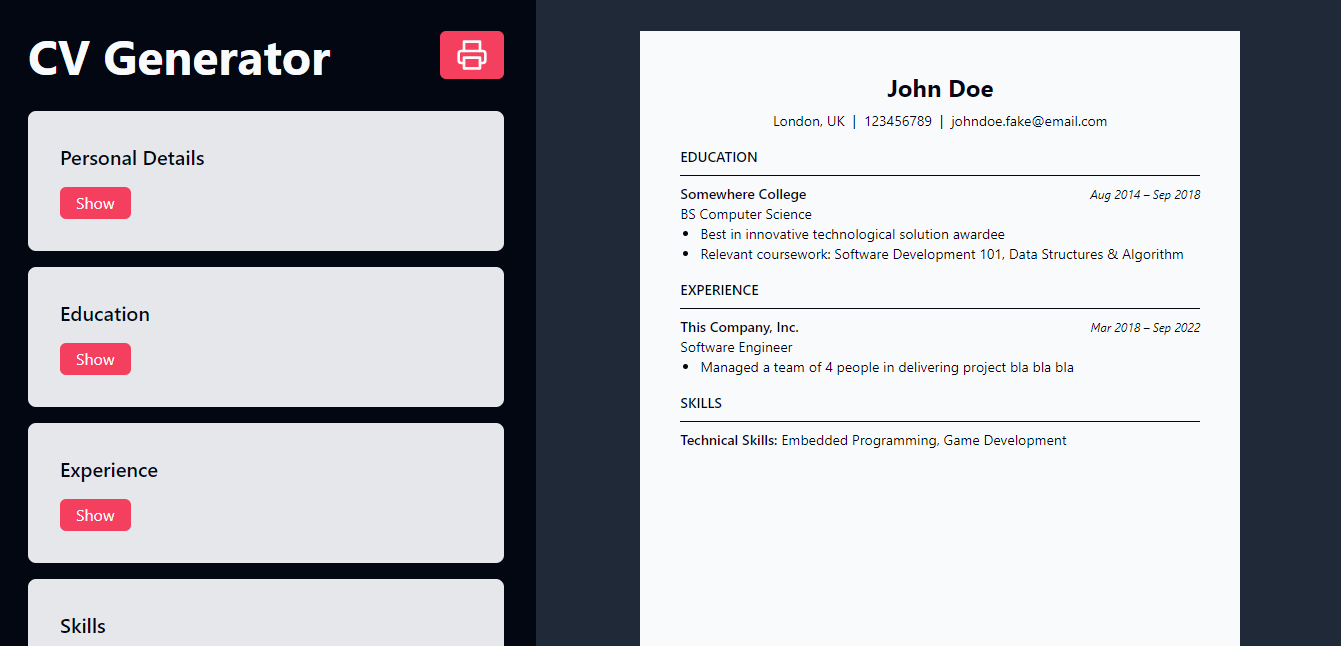 CV Generator
Personal Details
Show
Education
Show
Experience
Show
Skills
John Doe
London, UK | 123456789 | johndoe.fake@email.com
EDUCATION
Somewhere College Aug 2014 – Sep 2018
BS Computer Science
• Best in innovative technological solution awardee
• Relevant coursework: Software Development 101, Data Structures & Algorithm
EXPERIENCE
This Company, Inc. Mar 2018 – Sep 2022
Software Engineer
• Managed a team of 4 people in delivering project bla bla bla
SKILLS
Technical Skills: Embedded Programming, Game Development